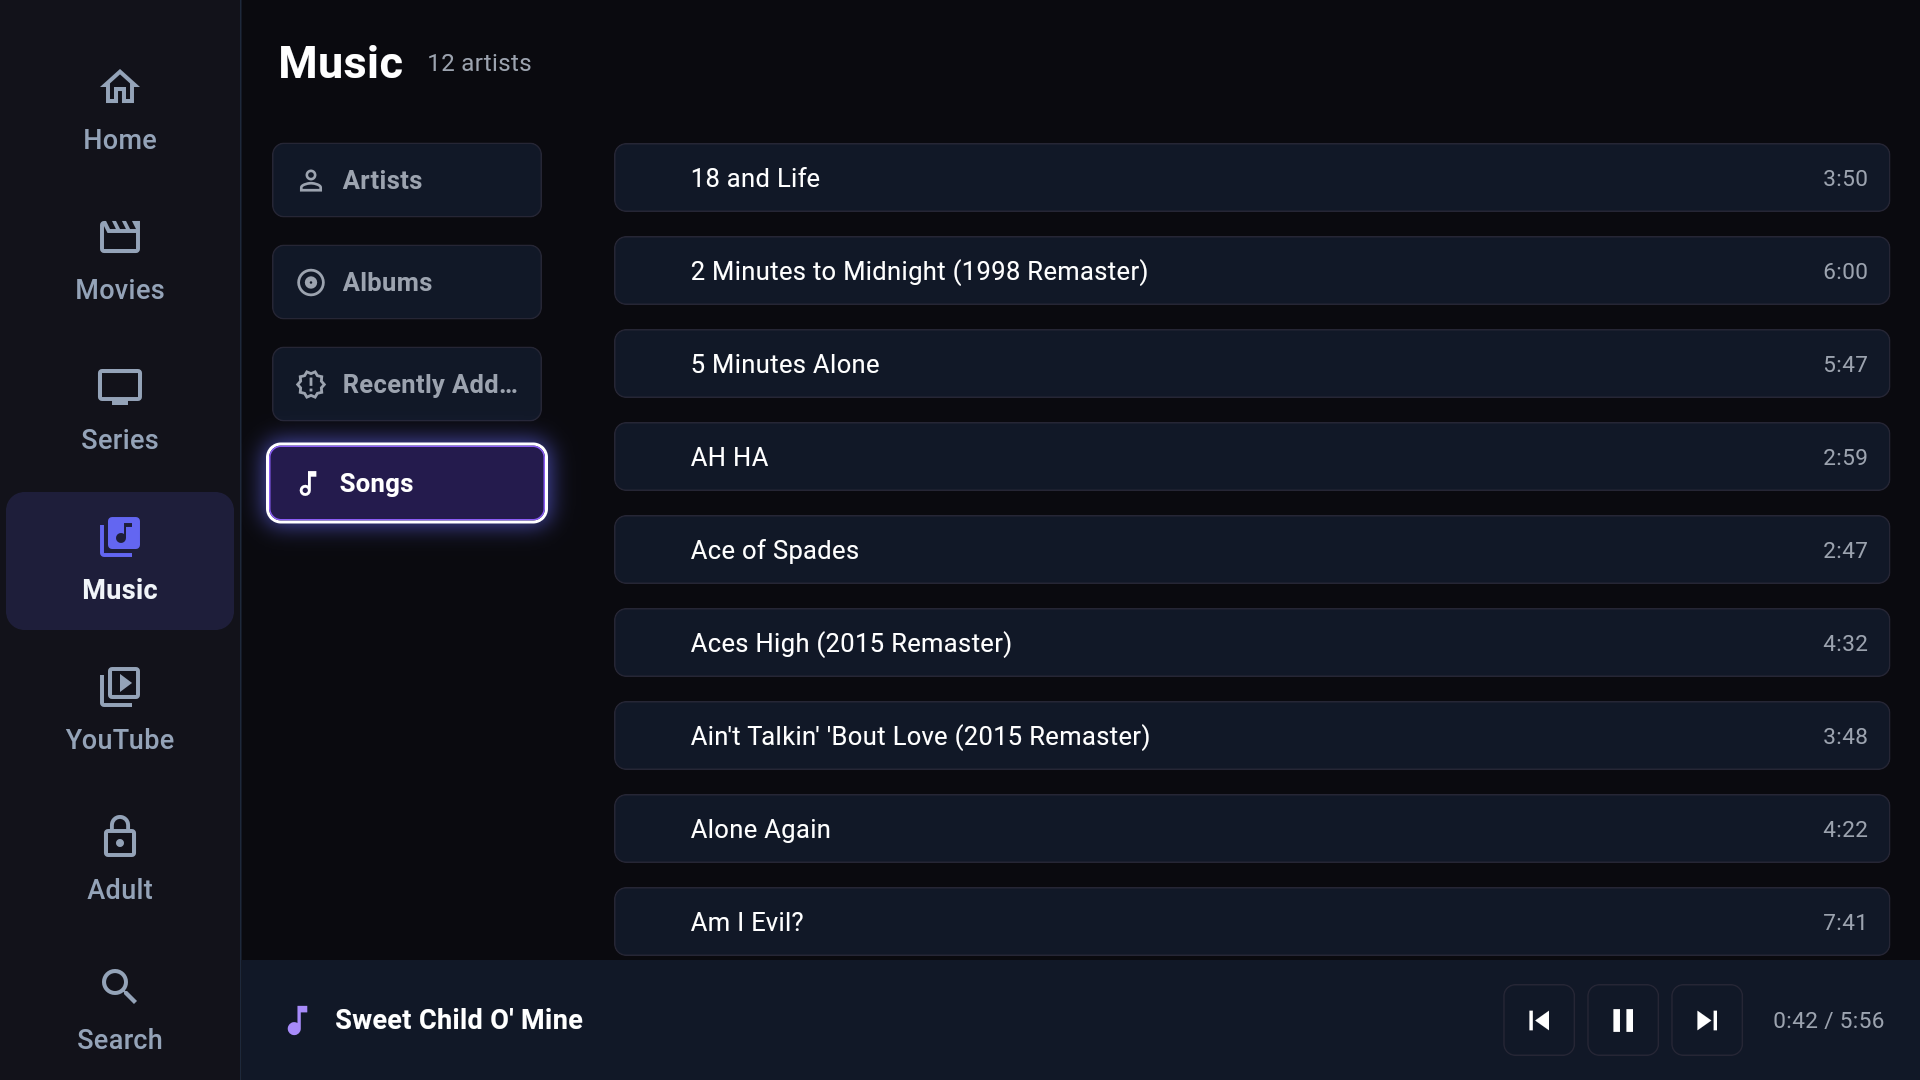 Home
Movies
Series
Music
YouTube
Adult
Search
Music 12 artists
Artists
Albums
Recently Add...
Songs
18 and Life 3:50
2 Minutes to Midnight (1998 Remaster) 6:00
5 Minutes Alone 5:47
AH HA 2:59
Ace of Spades 2:47
Aces High (2015 Remaster) 4:32
Ain't Talkin' 'Bout Love (2015 Remaster) 3:48
Alone Again 4:22
Am I Evil? 7:41
Sweet Child O' Mine 0:42 / 5:56